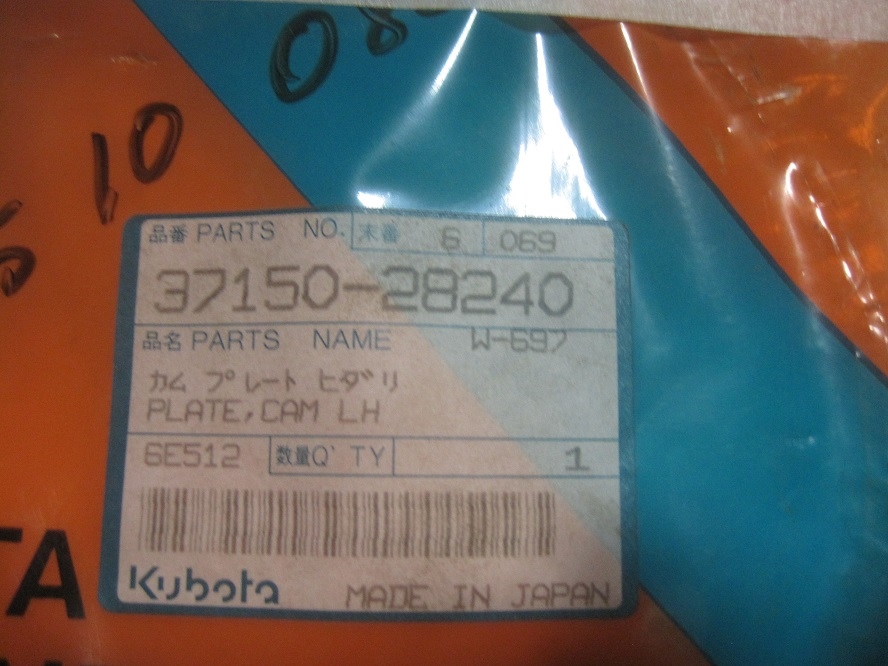 08
10
品番 PARTS NO. 末番 6 069
37150-28240
品名 PARTS NAME W-697
カム プレート ヒダリ
PLATE,CAM LH
6E512 数量Q'TY 1
Kubota MADE IN JAPAN
TA